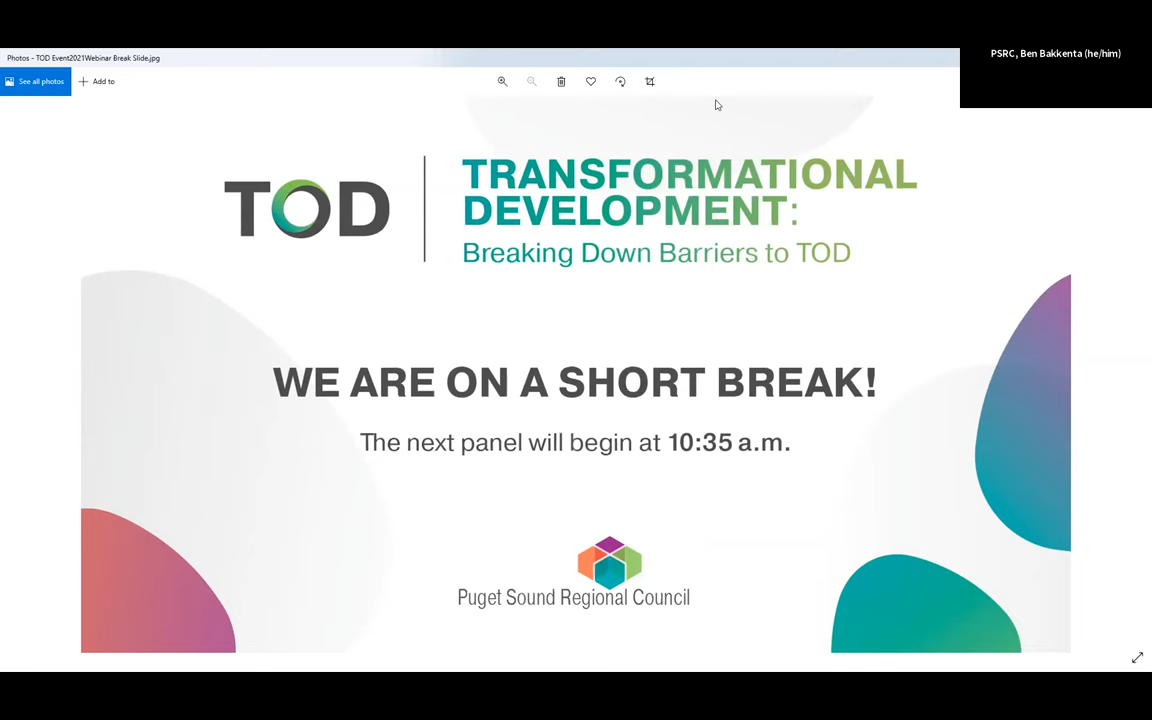 Photos - TOD Event2021Webinar Break Slide.jpg
PSRC, Ben Bakkenta (he/him)
See all photos
Add to
TOD
TRANSFORMATIONAL
DEVELOPMENT:
Breaking Down Barriers to TOD
WE ARE ON A SHORT BREAK!
The next panel will begin at 10:35 a.m.
Puget Sound Regional Council